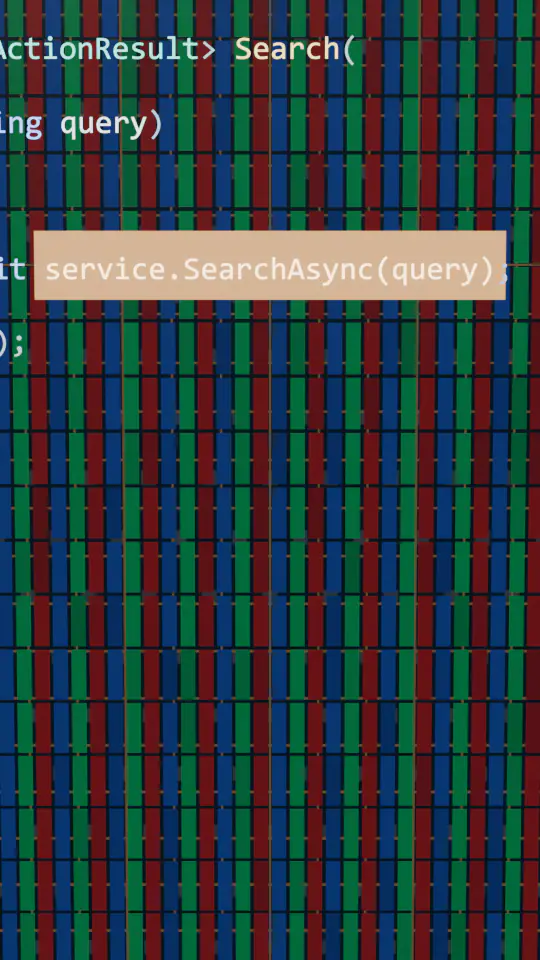 ActionResult> Search(
ing query)
it service.SearchAsync(query);
);